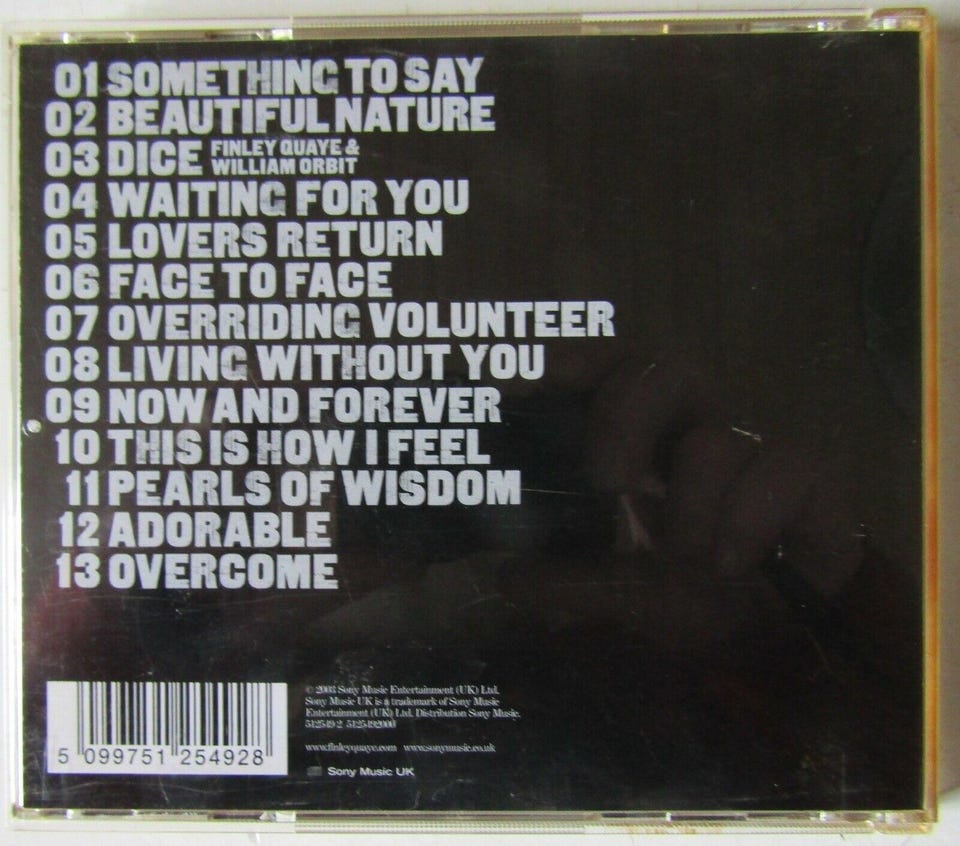 01 SOMETHING TO SAY
02 BEAUTIFUL NATURE
03 DICE FINLEY QUAYE & WILLIAM ORBIT
04 WAITING FOR YOU
05 LOVERS RETURN
06 FACE TO FACE
07 OVERRIDING VOLUNTEER
08 LIVING WITHOUT YOU
09 NOW AND FOREVER
10 THIS IS HOW I FEEL
11 PEARLS OF WISDOM
12 ADORABLE
13 OVERCOME
℗ 2003 Sony Music Entertainment (UK) Ltd.
Sony Music UK is a trademark of Sony Music
Entertainment (UK) Ltd. Distribution Sony Music.
512549 2 5125492000
www.finleyquaye.com www.sonymusic.co.uk
Sony Music UK
5 099751 254928